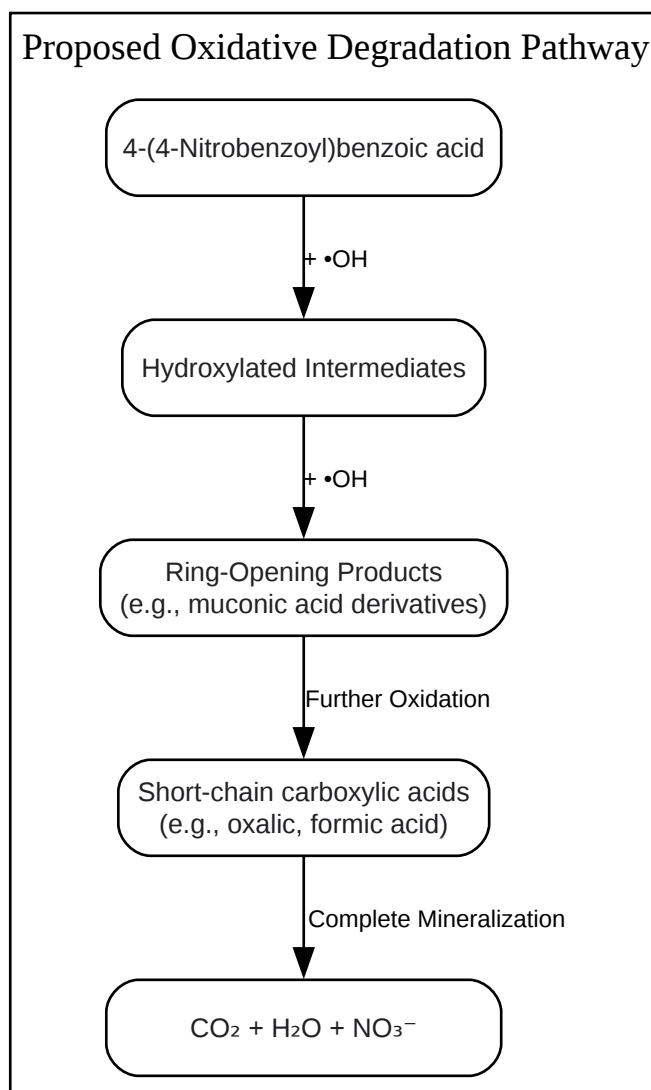 Proposed Oxidative Degradation Pathway
4-(4-Nitrobenzoyl)benzoic acid
+ •OH
Hydroxylated Intermediates
+ •OH
Ring-Opening Products
(e.g., muconic acid derivatives)
Further Oxidation
Short-chain carboxylic acids
(e.g., oxalic, formic acid)
Complete Mineralization
CO₂ + H₂O + NO₃⁻